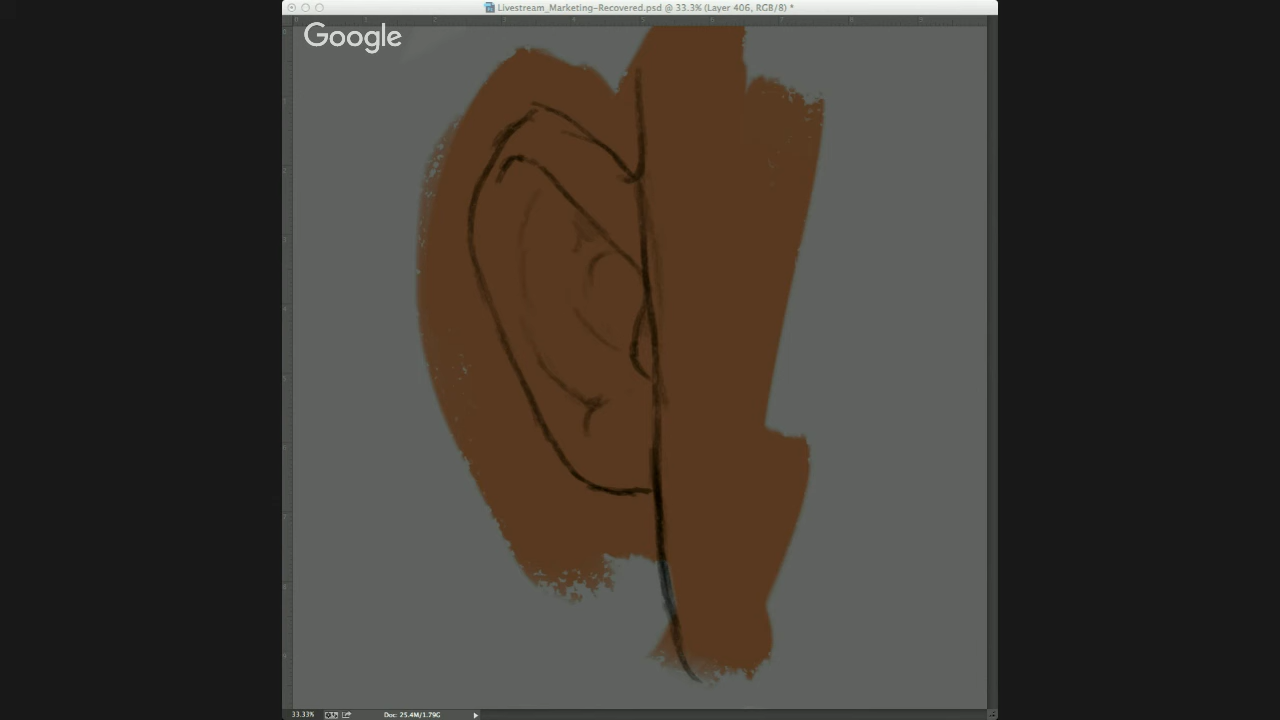 Livestream_Marketing-Recovered.psd @ 33.3% (Layer 406, RGB/8) *
Google
33.33%
Doc: 25.4M/1.79G